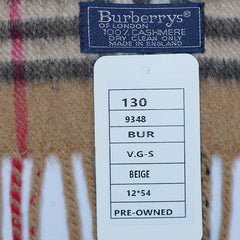 Burberrys
OF LONDON
100% CASHMERE
DRY CLEAN ONLY
MADE IN ENGLAND
130
9348
BUR
V.G-S
BEIGE
12*54
PRE-OWNED